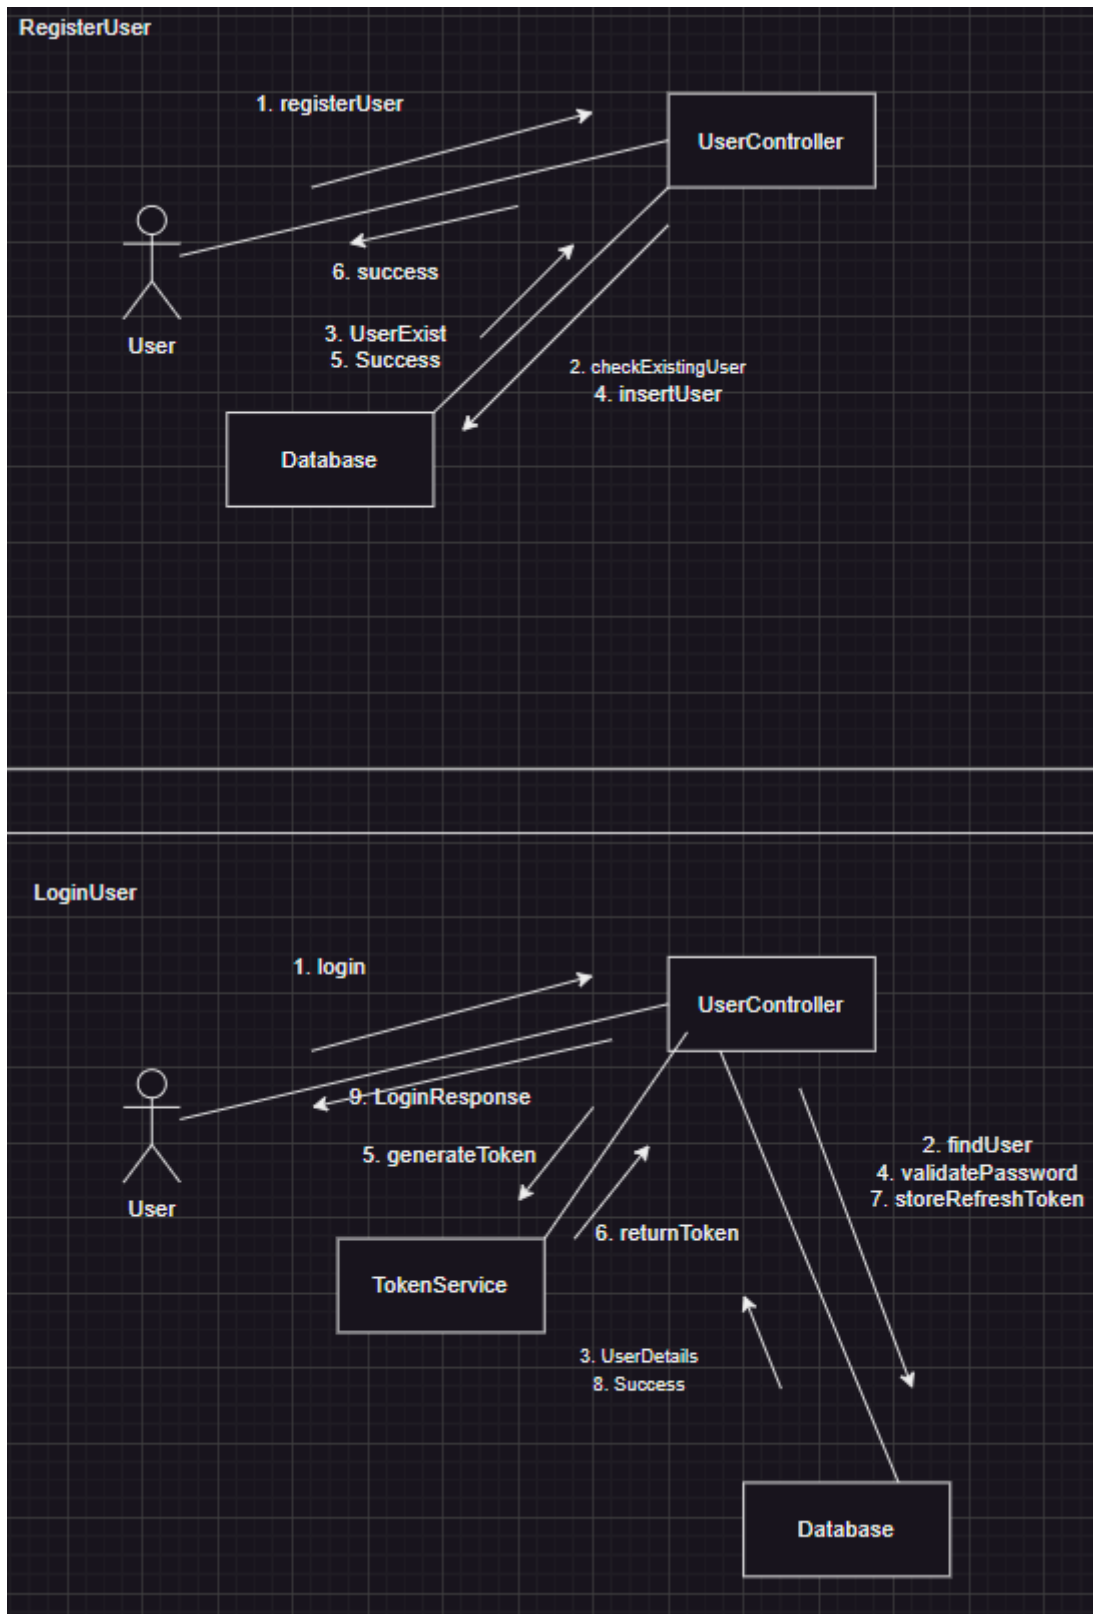 RegisterUser
1. registerUser
UserController
6. success
User
3. UserExist
5. Success
2. checkExistingUser
4. insertUser
Database
LoginUser
1. login
UserController
9. LoginResponse
5. generateToken
User
2. findUser
4. validatePassword
7. storeRefreshToken
6. returnToken
TokenService
3. UserDetails
8. Success
Database